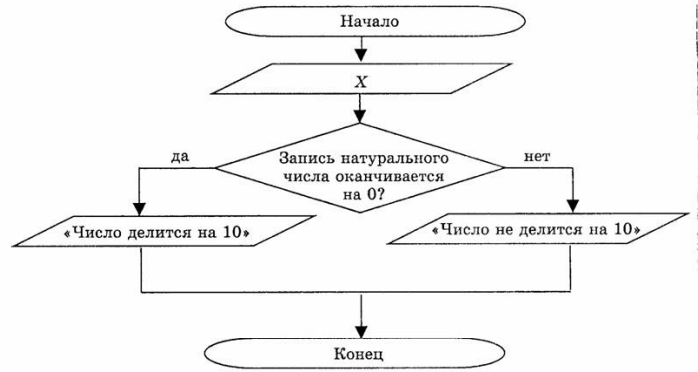 Начало
X
да
Запись натурального
числа оканчивается
на 0?
нет
«Число делится на 10»
«Число не делится на 10»
Конец